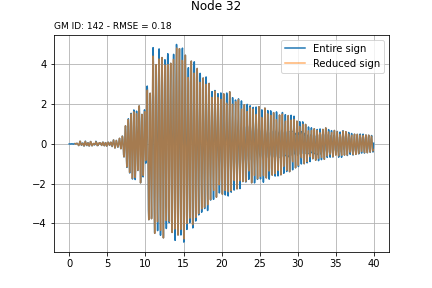 Node 32
GM ID: 142 - RMSE = 0.18
Entire sign
Reduced sign
4
2
0
−2
−4
0 5 10 15 20 25 30 35 40